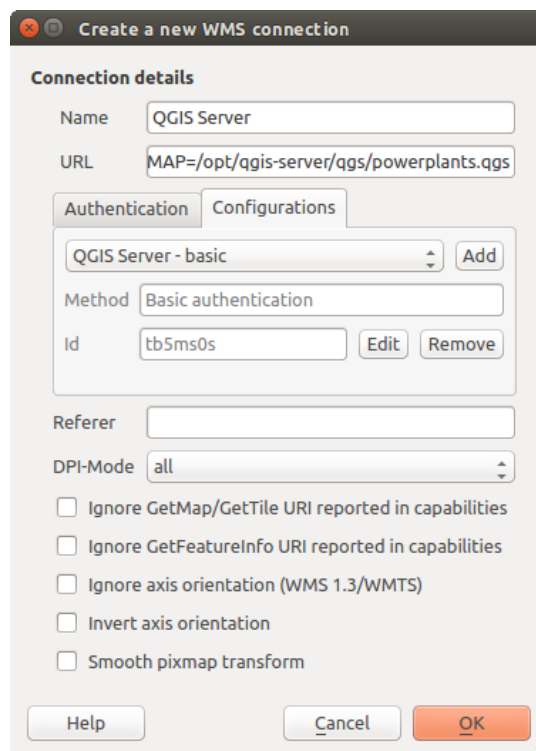 Create a new WMS connection
Connection details
Name QGIS Server
URL MAP=/opt/qgis-server/qgs/powerplants.qgs
Authentication Configurations
QGIS Server - basic Add
Method Basic authentication
Id tb5ms0s Edit Remove
Referer
DPI-Mode all
Ignore GetMap/GetTile URI reported in capabilities
Ignore GetFeatureInfo URI reported in capabilities
Ignore axis orientation (WMS 1.3/WMTS)
Invert axis orientation
Smooth pixmap transform
Help Cancel OK